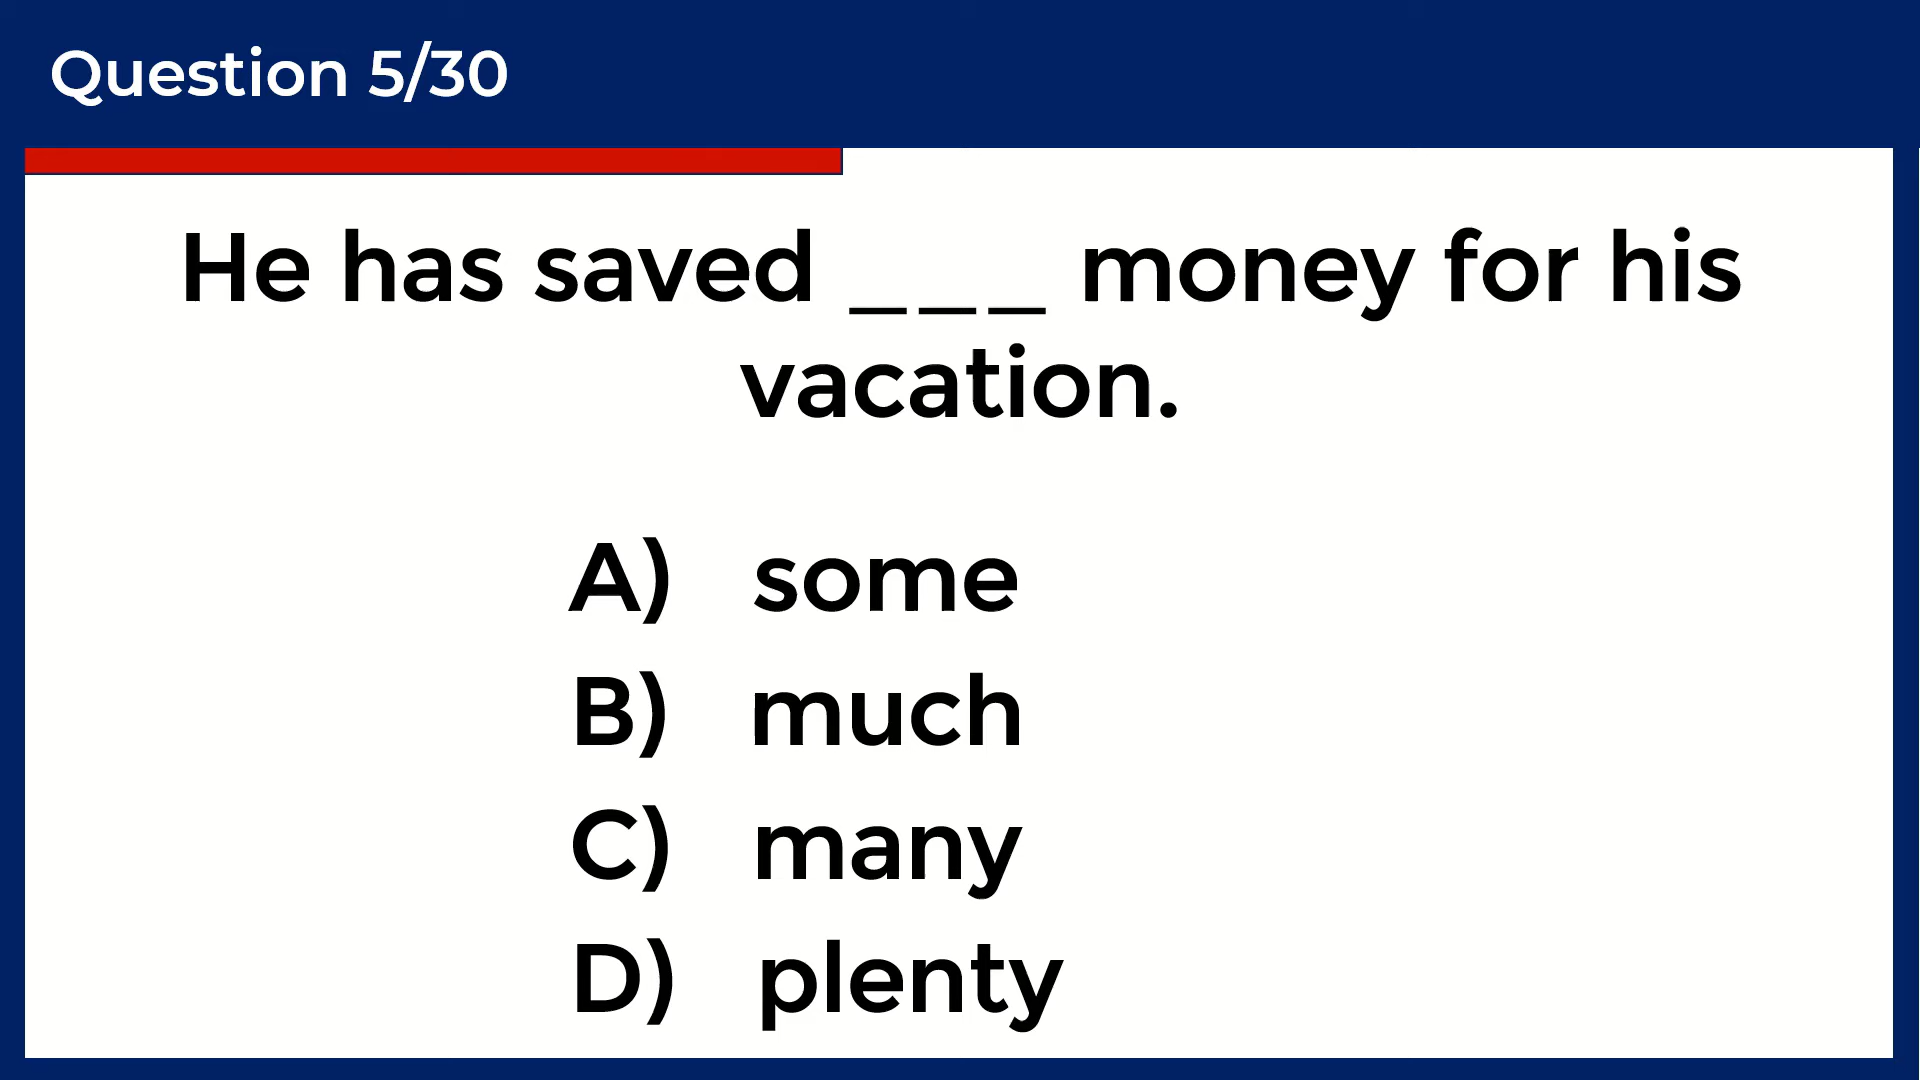 Question 5/30
He has saved ___ money for his
vacation.
A) some
B) much
C) many
D) plenty